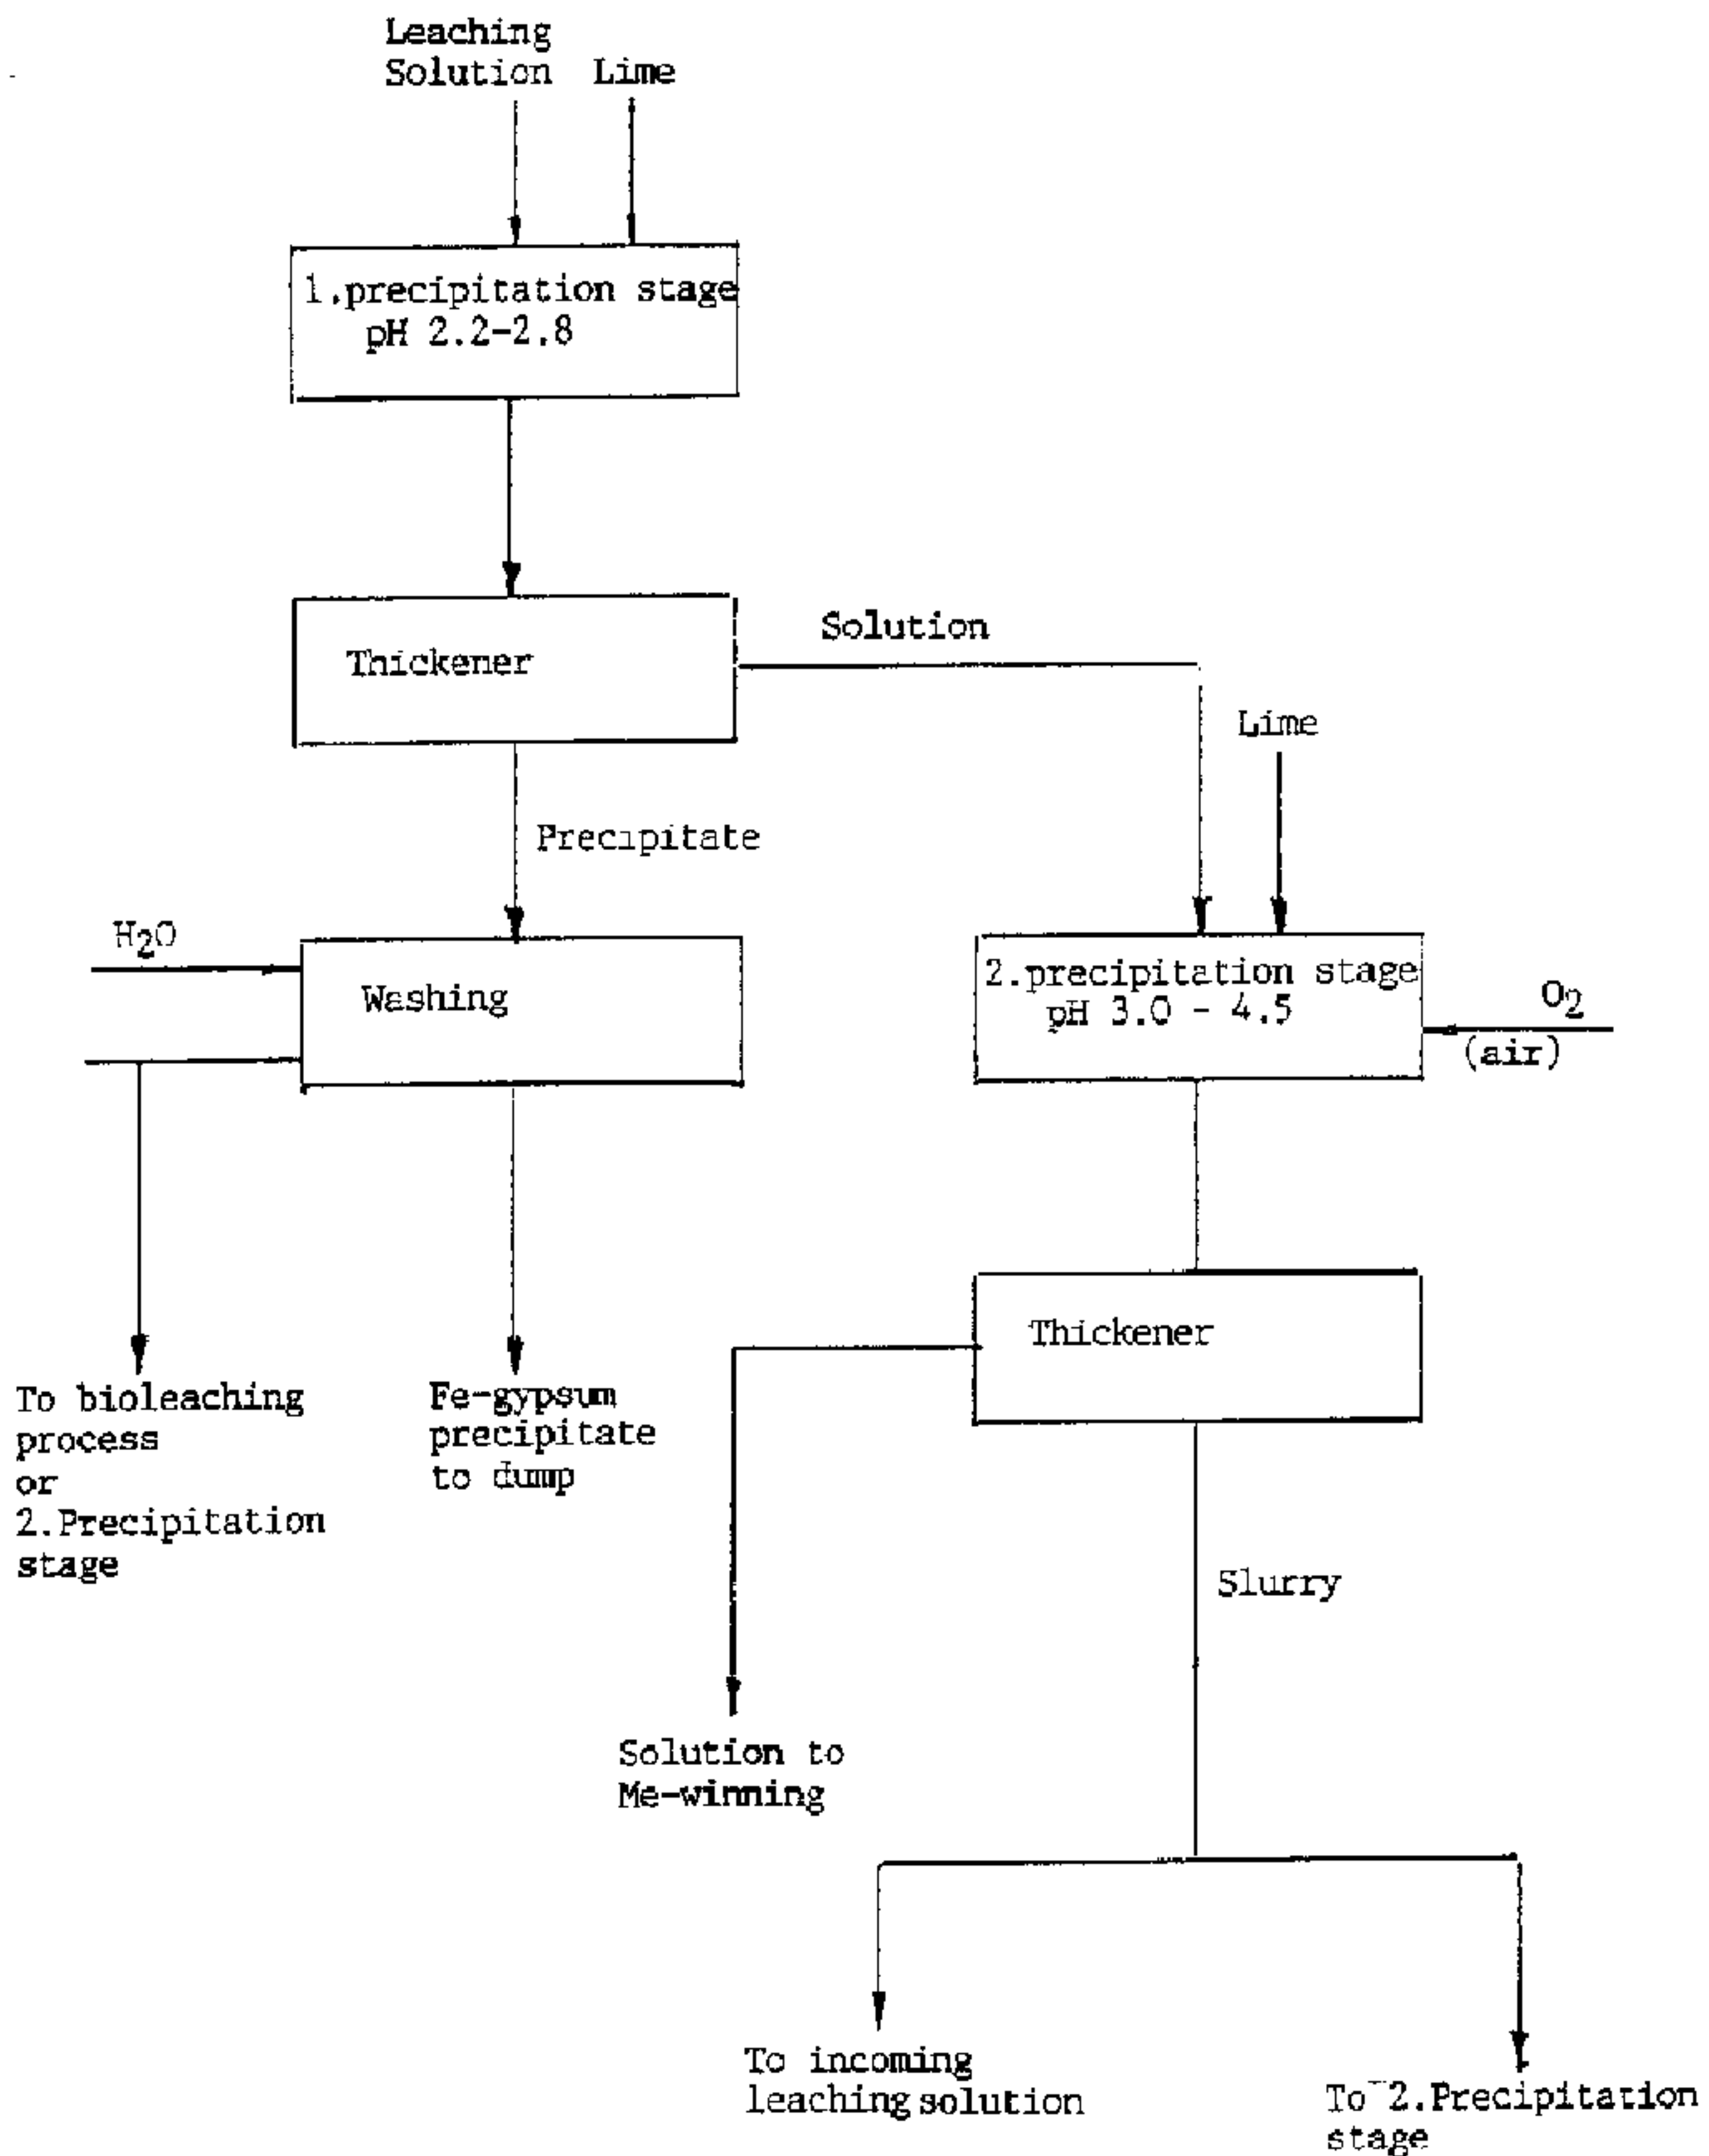 Leaching
Solution Lime
1.precipitation stage
pH 2.2-2.8
Thickener
Solution
Lime
Precipitate
H2O
Washing
2.precipitation stage
pH 3.0 - 4.5
O2
(air)
Thickener
To bioleaching
process
or
2.Precipitation
stage
Fe-gypsum
precipitate
to dump
Slurry
Solution to
Me-winning
To incoming
leaching solution
To 2.Precipitation
stage